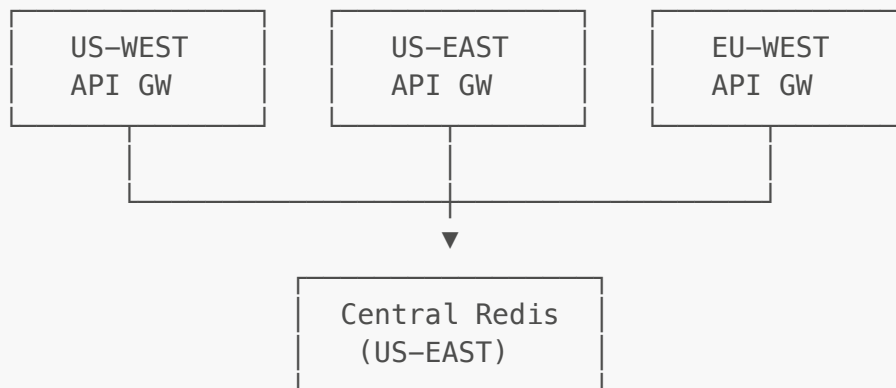 US-WEST US-EAST EU-WEST
API GW API GW API GW
Central Redis
(US-EAST)